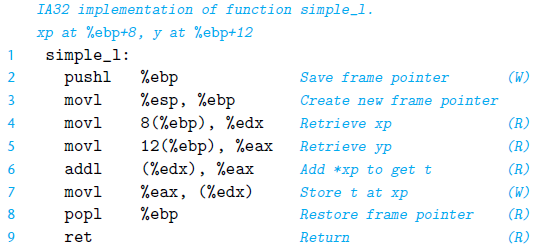 IA32 implementation of function simple_l.
xp at %ebp+8, y at %ebp+12
1 simple_l:
2 pushl %ebp Save frame pointer (W)
3 movl %esp, %ebp Create new frame pointer
4 movl 8(%ebp), %edx Retrieve xp (R)
5 movl 12(%ebp), %eax Retrieve yp (R)
6 addl (%edx), %eax Add *xp to get t (R)
7 movl %eax, (%edx) Store t at xp (W)
8 popl %ebp Restore frame pointer (R)
9 ret Return (R)